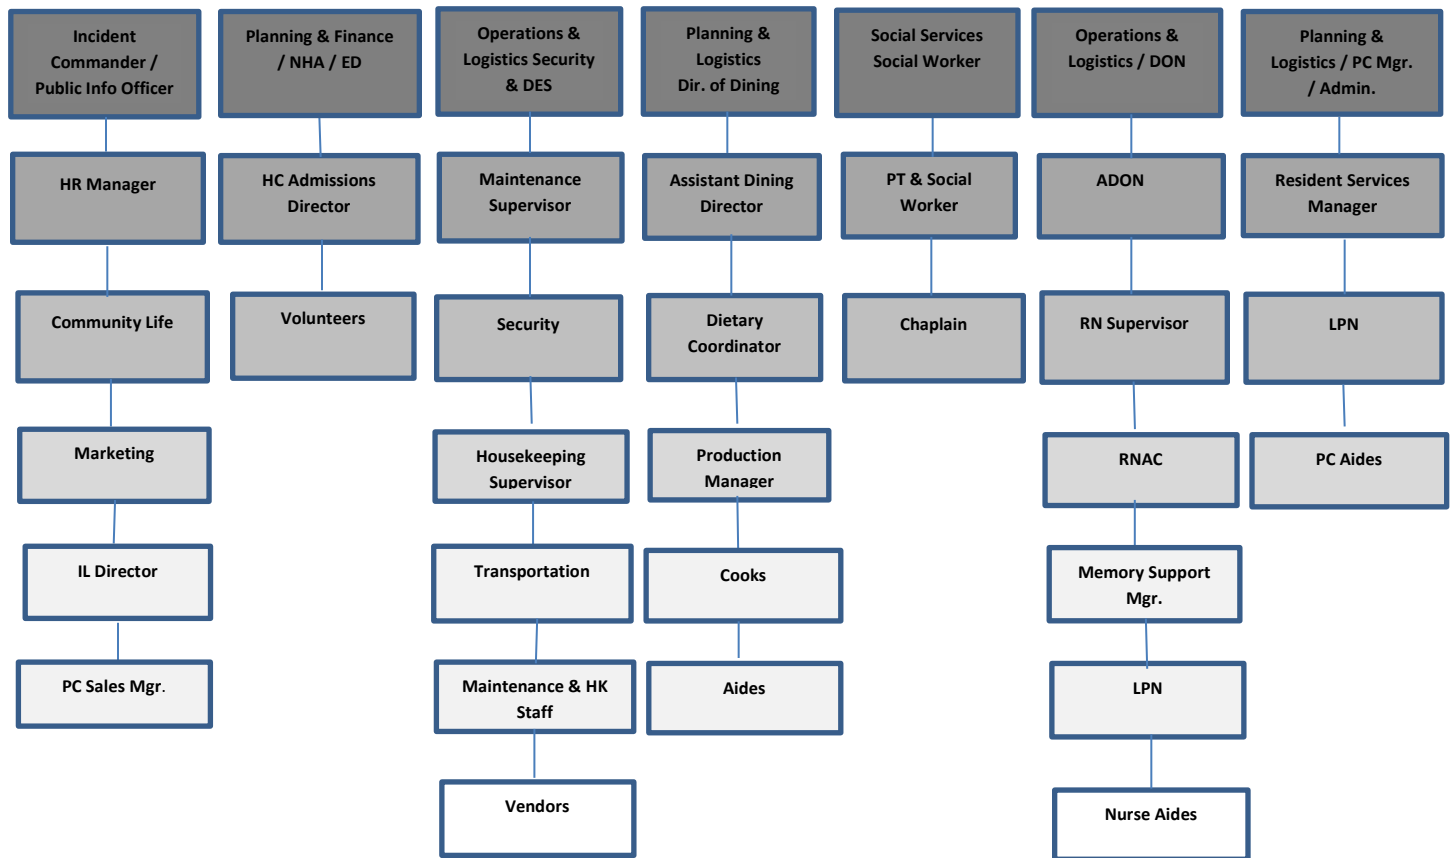 Incident
Commander /
Public Info Officer
Planning & Finance
/ NHA / ED
Operations &
Logistics Security
& DES
Planning &
Logistics
Dir. of Dining
Social Services
Social Worker
Operations &
Logistics / DON
Planning &
Logistics / PC Mgr.
/ Admin.
HR Manager
HC Admissions
Director
Maintenance
Supervisor
Assistant Dining
Director
PT & Social
Worker
ADON
Resident Services
Manager
Community Life
Volunteers
Security
Dietary
Coordinator
Chaplain
RN Supervisor
LPN
Marketing
Housekeeping
Supervisor
Production
Manager
RNAC
PC Aides
IL Director
Transportation
Cooks
Memory Support
Mgr.
PC Sales Mgr.
Maintenance & HK
Staff
Aides
LPN
Vendors
Nurse Aides